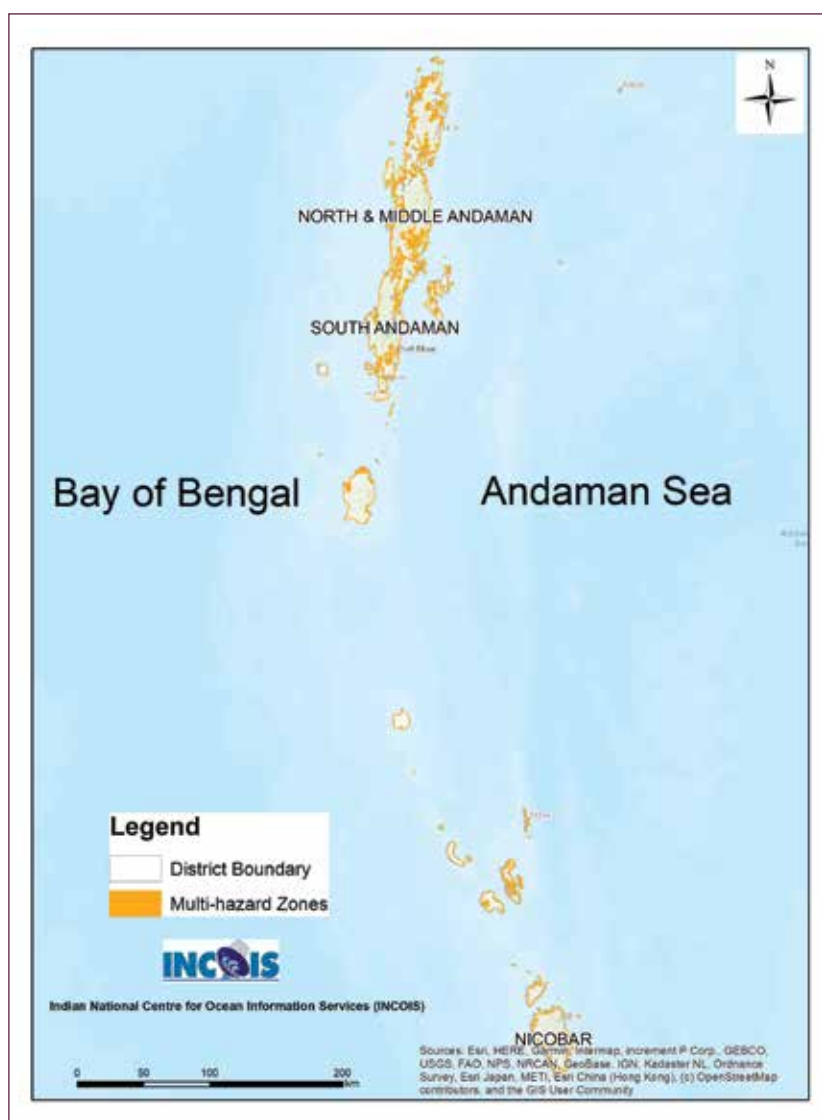 N
NORTH & MIDDLE ANDAMAN
SOUTH ANDAMAN
Bay of Bengal
Andaman Sea
Legend
District Boundary
Multi-hazard Zones
INCOIS
Indian National Centre for Ocean Information Services (INCOIS)
NICOBAR
Sources: Esri, HERE, Garmin, Intermap, increment P Corp., GEBCO,
USGS, FAO, NPS, NRCAN, GeoBase, IGN, Kadaster NL, Ordnance
Survey, Esri Japan, METI, Esri China (Hong Kong), (c) OpenStreetMap
contributors, and the GIS User Community
0 50 100 200
km